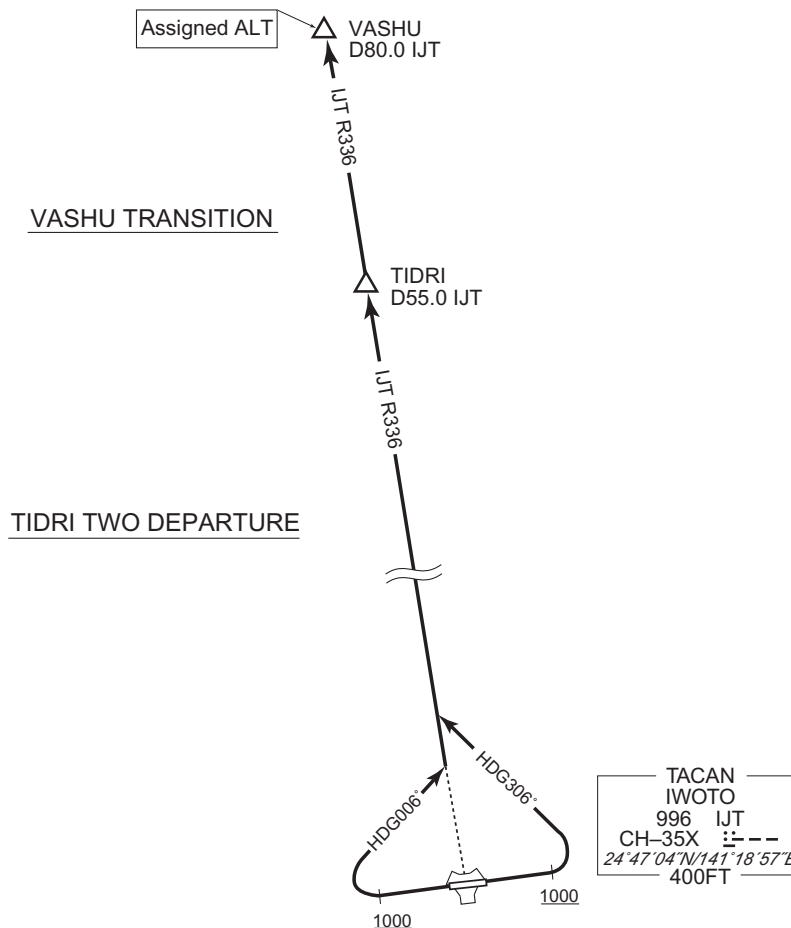 Assigned ALT
VASHU
D80.0 IJT
IJT R336
VASHU TRANSITION
TIDRI
D55.0 IJT
IJT R336
TIDRI TWO DEPARTURE
HDG006°
HDG306°
1000
1000
TACAN
IWOTO
996 IJT
CH–35X
24°47´04˝N/141°18´57˝E
400FT